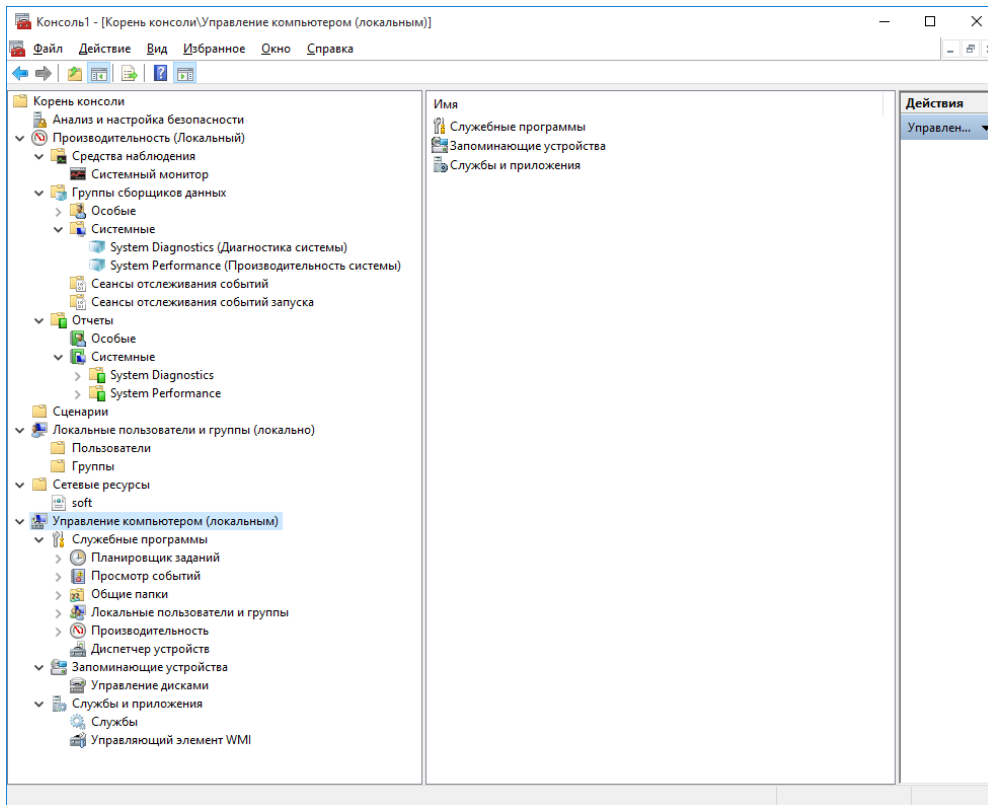 Консоль1 - [Корень консоли\Управление компьютером (локальным)]
Файл Действие Вид Избранное Окно Справка
Корень консоли
Анализ и настройка безопасности
Производительность (Локальный)
Средства наблюдения
Системный монитор
Группы сборщиков данных
Особые
Системные
System Diagnostics (Диагностика системы)
System Performance (Производительность системы)
Сеансы отслеживания событий
Сеансы отслеживания событий запуска
Отчеты
Особые
Системные
System Diagnostics
System Performance
Сценарии
Локальные пользователи и группы (локально)
Пользователи
Группы
Сетевые ресурсы
soft
Управление компьютером (локальным)
Служебные программы
Планировщик заданий
Просмотр событий
Общие папки
Локальные пользователи и группы
Производительность
Диспетчер устройств
Запоминающие устройства
Управление дисками
Службы и приложения
Службы
Управляющий элемент WMI
Имя
Служебные программы
Запоминающие устройства
Службы и приложения
Действия
Управлен...